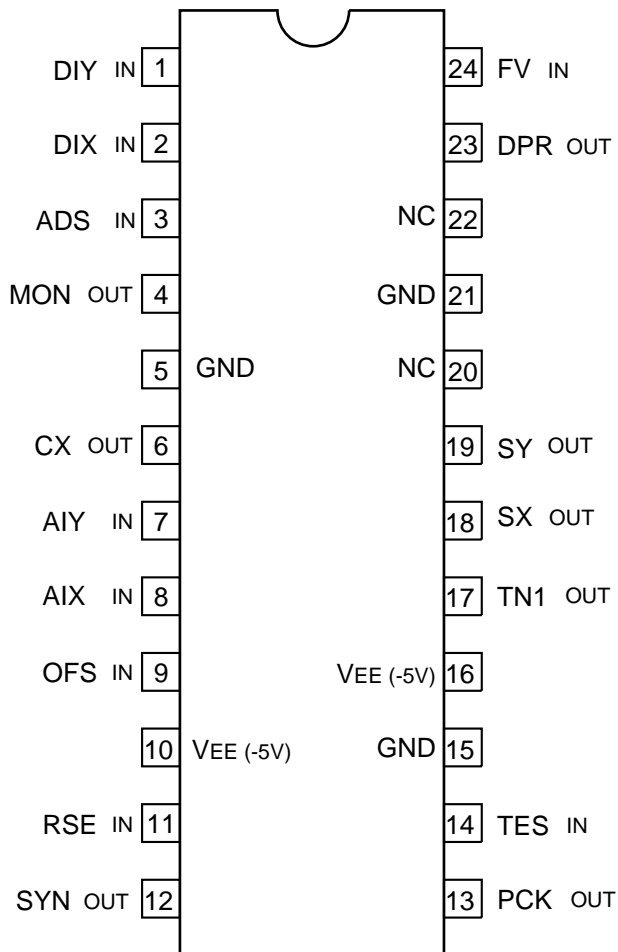 DIY IN 1 24 FV IN
DIX IN 2 23 DPR OUT
ADS IN 3 NC 22
MON OUT 4 GND 21
5 GND NC 20
CX OUT 6 19 SY OUT
AIY IN 7 18 SX OUT
AIX IN 8 17 TN1 OUT
OFS IN 9 VEE (-5V) 16
10 VEE (-5V) GND 15
RSE IN 11 14 TES IN
SYN OUT 12 13 PCK OUT